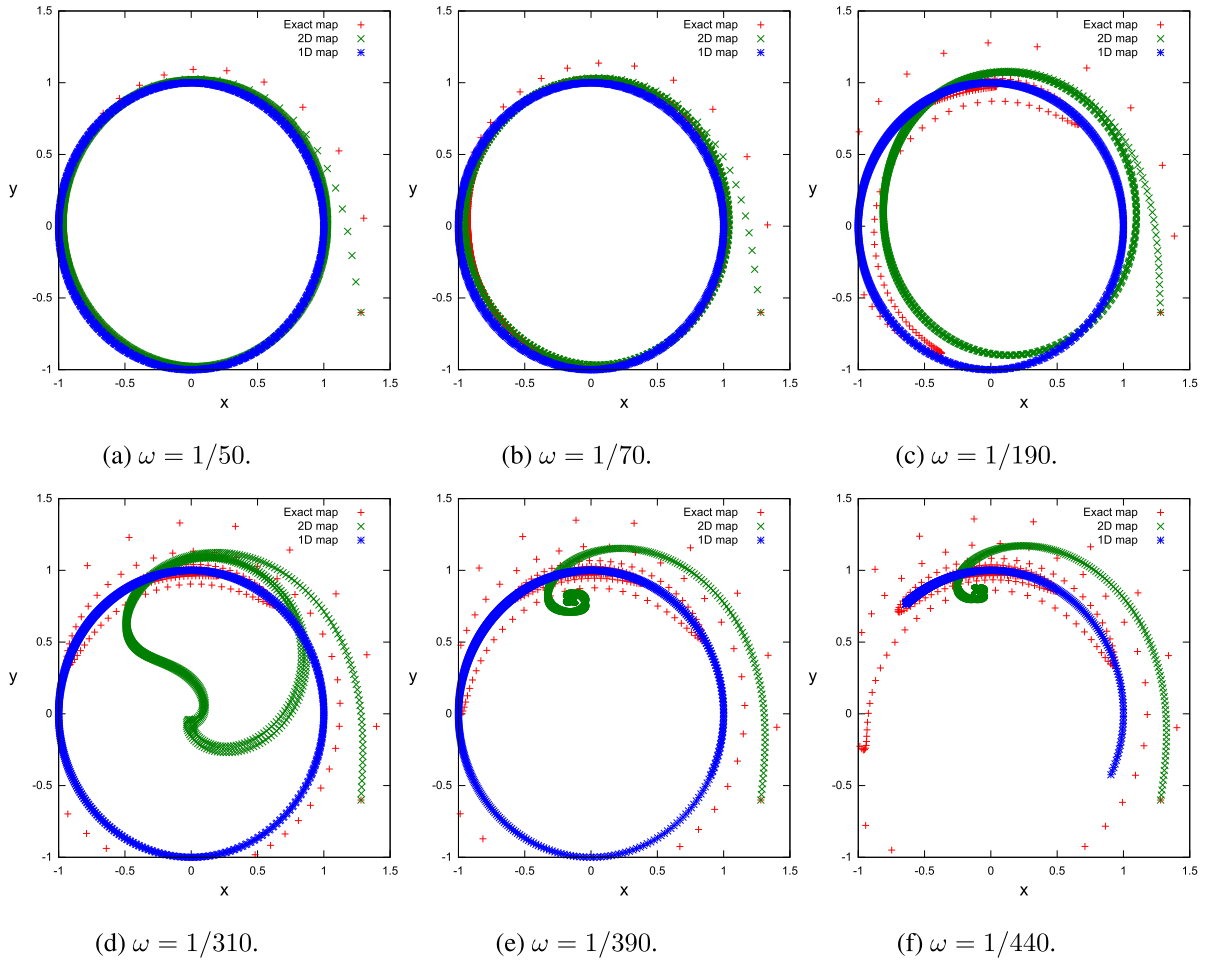 1.5
1
0.5
0
-0.5
-1
-1 -0.5 0 0.5 1 1.5
y
x
Exact map
2D map
1D map
(a) ω = 1/50.
1.5
1
0.5
0
-0.5
-1
-1 -0.5 0 0.5 1 1.5
y
x
Exact map
2D map
1D map
(b) ω = 1/70.
1.5
1
0.5
0
-0.5
-1
-1 -0.5 0 0.5 1 1.5
y
x
Exact map
2D map
1D map
(c) ω = 1/190.
1.5
1
0.5
0
-0.5
-1
-1 -0.5 0 0.5 1 1.5
y
x
Exact map
2D map
1D map
(d) ω = 1/310.
1.5
1
0.5
0
-0.5
-1
-1 -0.5 0 0.5 1 1.5
y
x
Exact map
2D map
1D map
(e) ω = 1/390.
1.5
1
0.5
0
-0.5
-1
-1 -0.5 0 0.5 1 1.5
y
x
Exact map
2D map
1D map
(f) ω = 1/440.